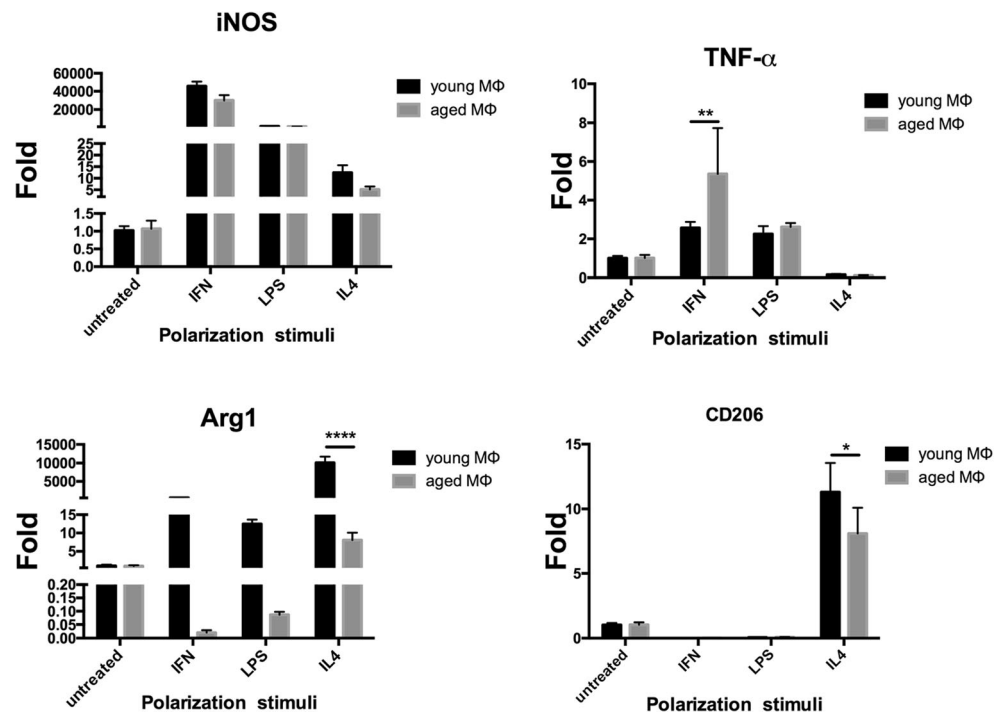 iNOS
60000
40000
20000
25
20
15
10
5
1.5
1.0
0.5
0.0
Fold
untreated
IFN
LPS
IL4
Polarization stimuli
young MΦ
aged MΦ
TNF-α
10
8
6
4
2
0
Fold
**
untreated
IFN
LPS
IL4
Polarization stimuli
young MΦ
aged MΦ
Arg1
15000
10000
5000
15
10
5
0.20
0.15
0.10
0.05
0.00
Fold
****
untreated
IFN
LPS
IL4
Polarization stimuli
young MΦ
aged MΦ
CD206
15
10
5
0
Fold
*
untreated
IFN
LPS
IL4
Polarization stimuli
young MΦ
aged MΦ